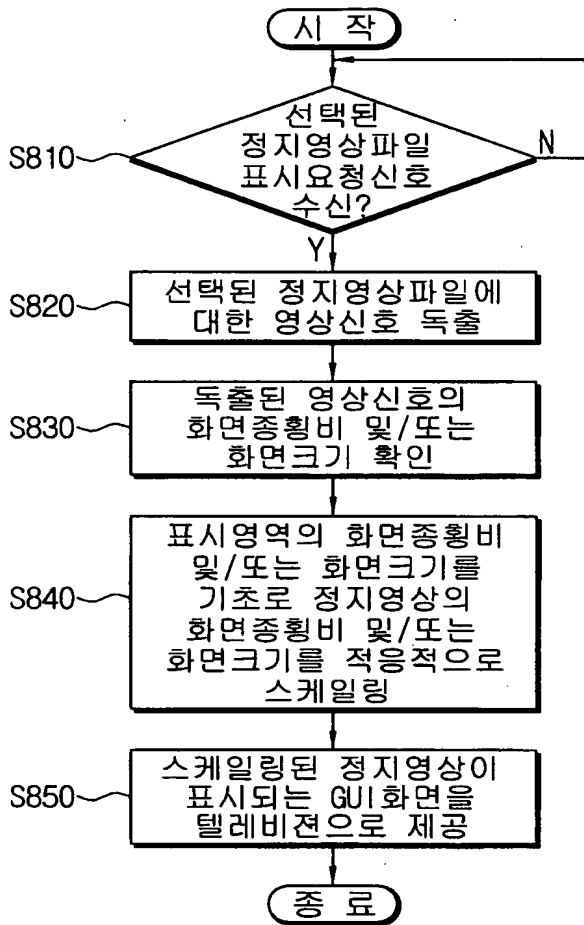 시 작
선택된
정지영상파일
표시요청신호
수신?
S810
N
Y
선택된 정지영상파일에
대한 영상신호 독출
S820
독출된 영상신호의
화면종횡비 및/또는
화면크기 확인
S830
표시영역의 화면종횡비
및/또는 화면크기를
기초로 정지영상의
화면종횡비 및/또는
화면크기를 적응적으로
스케일링
S840
스케일링된 정지영상이
표시되는 GUI화면을
텔레비젼으로 제공
S850
종 료